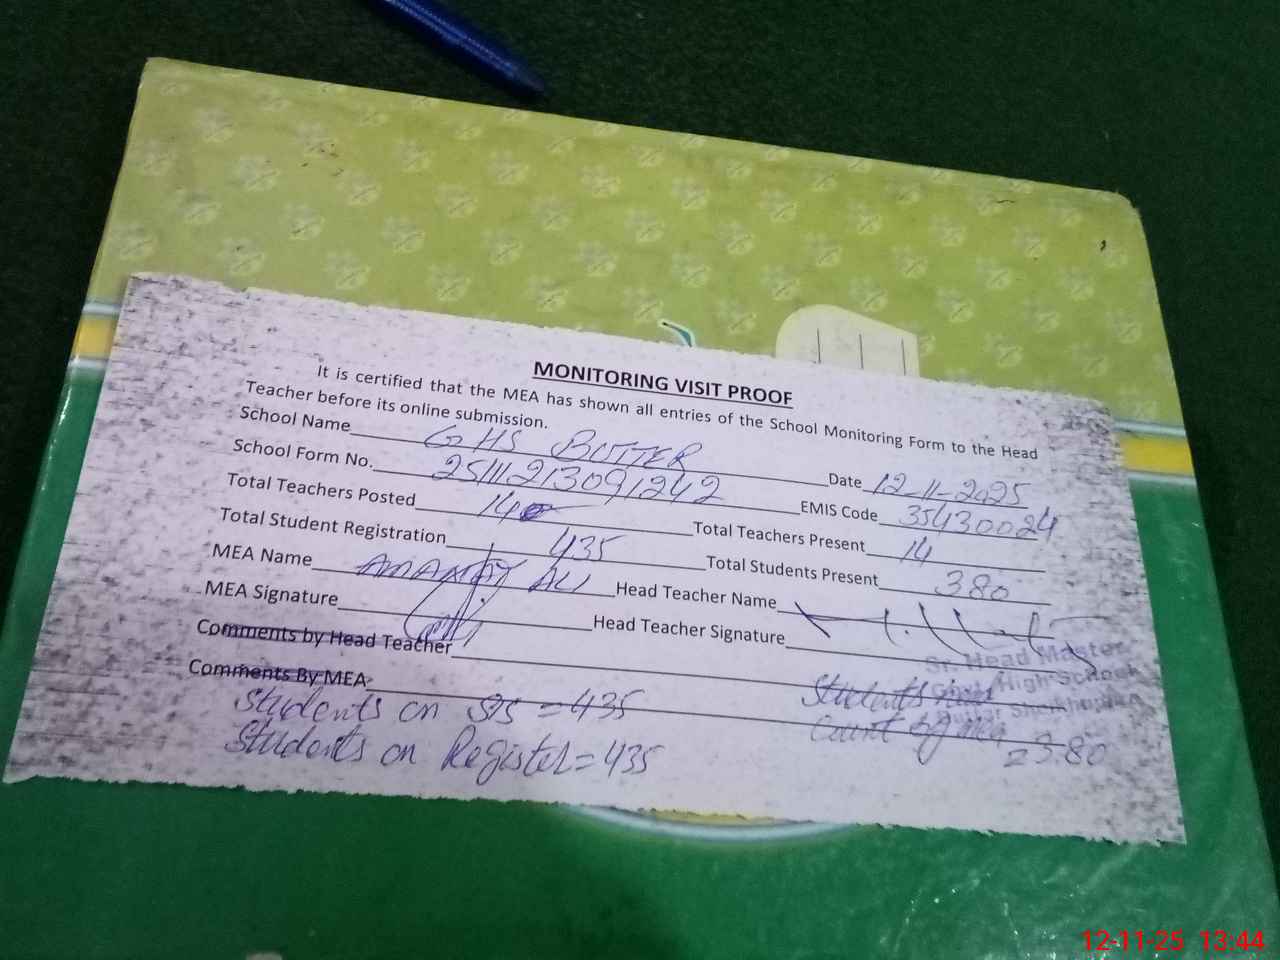 MONITORING VISIT PROOF
It is certified that the MEA has shown all entries of the School Monitoring Form to the Head
Teacher before its online submission.
School Name GHS BUTTER Date 12-11-2025
School Form No. 25111213091242 EMIS Code 35430024
Total Teachers Posted 14 Total Teachers Present 14
Total Student Registration 435 Total Students Present 380
MEA Name AMANAT ALI Head Teacher Name
MEA Signature Head Teacher Signature
Comments by Head Teacher
Sr. Head Master
Govt. High School
Comments By MEA
Students on SIS = 435
Students on Register = 435
Students
Count of
12-11-25 13:44